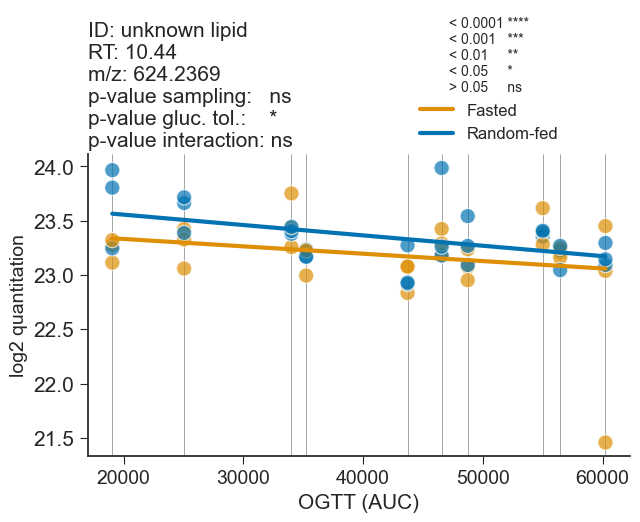 ID: unknown lipid
RT: 10.44
m/z: 624.2369
p-value sampling: ns
p-value gluc. tol.: *
p-value interaction: ns
< 0.0001 ****
< 0.001 ***
< 0.01 **
< 0.05 *
> 0.05 ns
Fasted
Random-fed
24.0
23.5
23.0
22.5
22.0
21.5
log2 quantitation
20000 30000 40000 50000 60000
OGTT (AUC)